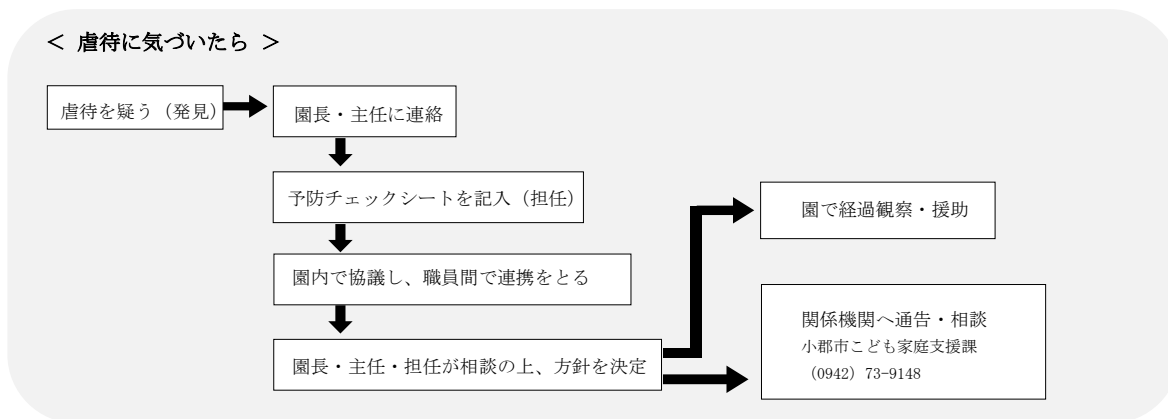 ＜ 虐待に気づいたら ＞
虐待を疑う（発見）
園長・主任に連絡
予防チェックシートを記入（担任）
園内で協議し、職員間で連携をとる
園長・主任・担任が相談の上、方針を決定
園で経過観察・援助
関係機関へ通告・相談
小郡市こども家庭支援課
（0942）73-9148